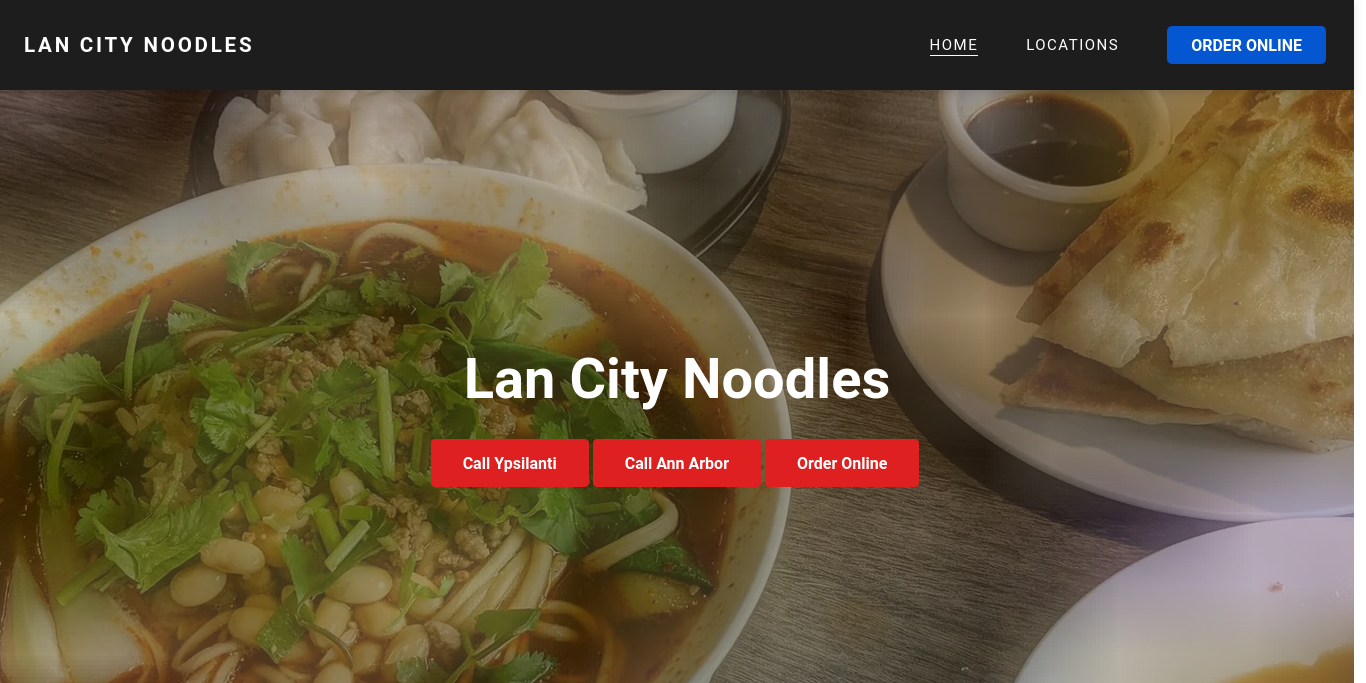 LAN CITY NOODLES
HOME
LOCATIONS
ORDER ONLINE
Lan City Noodles
Call Ypsilanti
Call Ann Arbor
Order Online